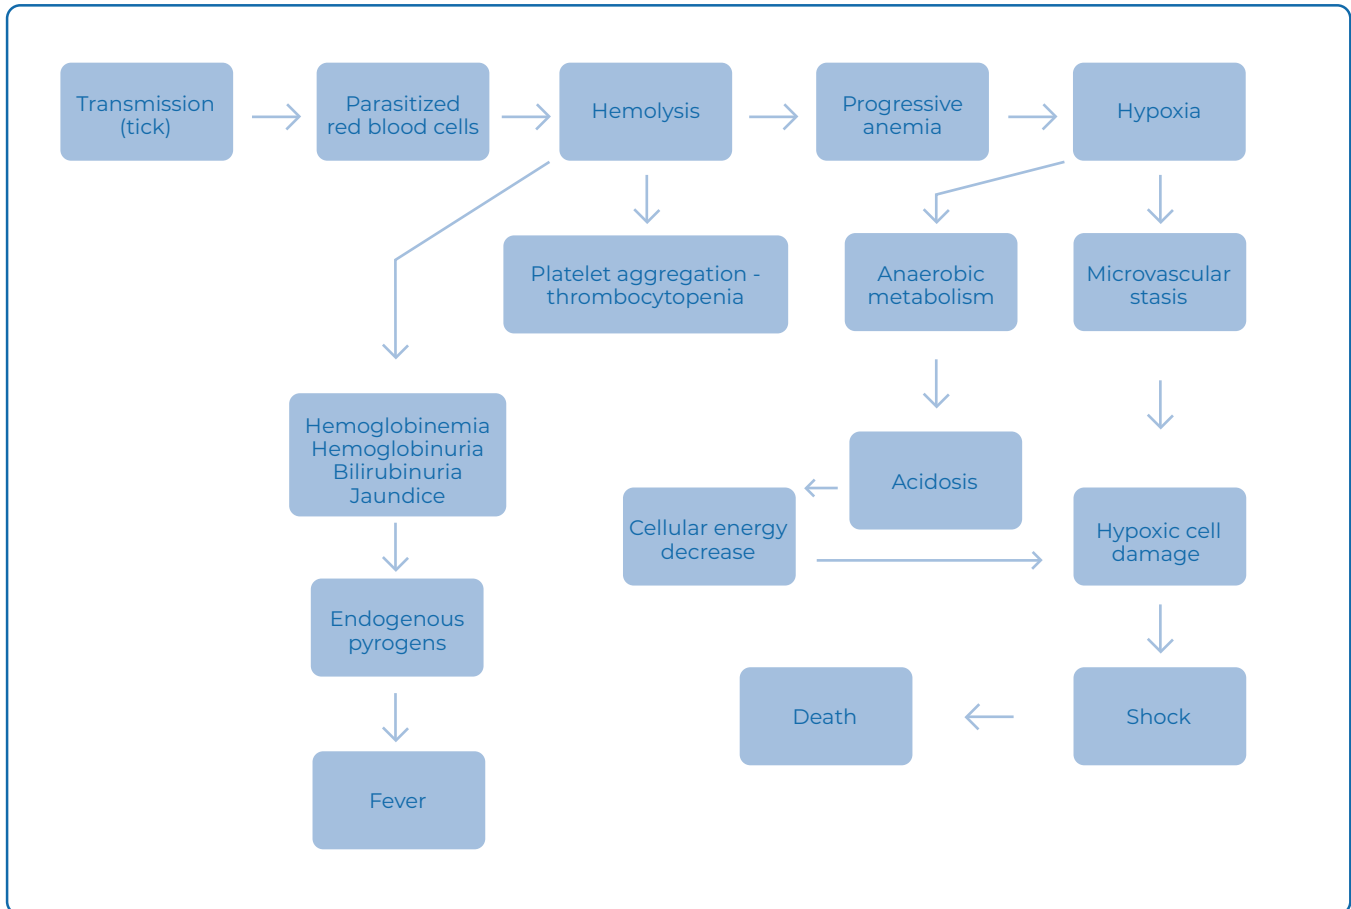 Transmission
(tick)
Parasitized
red blood cells
Hemolysis
Progressive
anemia
Hypoxia
Platelet aggregation -
thrombocytopenia
Anaerobic
metabolism
Microvascular
stasis
Hemoglobinemia
Hemoglobinuria
Bilirubinuria
Jaundice
Acidosis
Cellular energy
decrease
Hypoxic cell
damage
Endogenous
pyrogens
Death
Shock
Fever